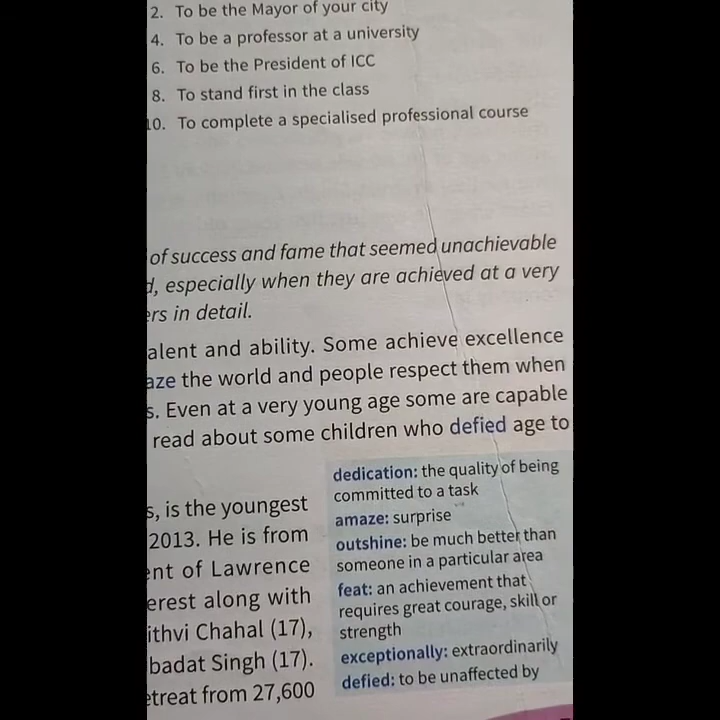 2. To be the Mayor of your city
4. To be a professor at a university
6. To be the President of ICC
8. To stand first in the class
10. To complete a specialised professional course
of success and fame that seemed unachievable
d, especially when they are achieved at a very
ers in detail.
alent and ability. Some achieve excellence
aze the world and people respect them when
s. Even at a very young age some are capable
read about some children who defied age to
s, is the youngest
2013. He is from
ent of Lawrence
erest along with
ithvi Chahal (17),
badat Singh (17).
etreat from 27,600
dedication: the quality of being
committed to a task
amaze: surprise
outshine: be much better than
someone in a particular area
feat: an achievement that
requires great courage, skill or
strength
exceptionally: extraordinarily
defied: to be unaffected by